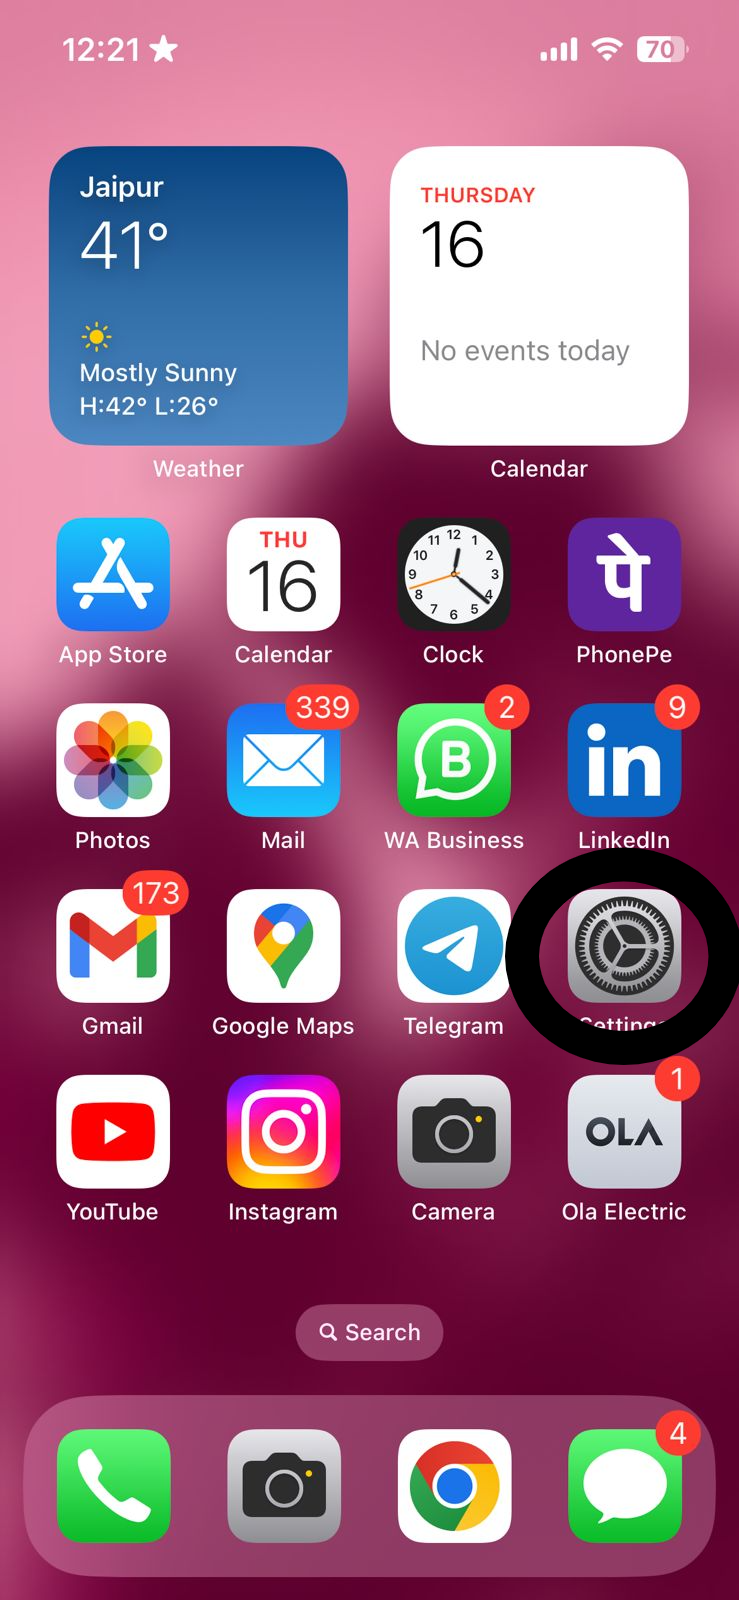 12:21
70
Jaipur
41°
Mostly Sunny
H:42° L:26°
Weather
THURSDAY
16
No events today
Calendar
THU
16
12
11 1
10 2
9 3
8 4
7 5
6
पे
App Store Calendar Clock PhonePe
339 2 9
B in
Photos Mail WA Business LinkedIn
173
Gmail Google Maps Telegram Settings
1
OLA
YouTube Instagram Camera Ola Electric
Search
4